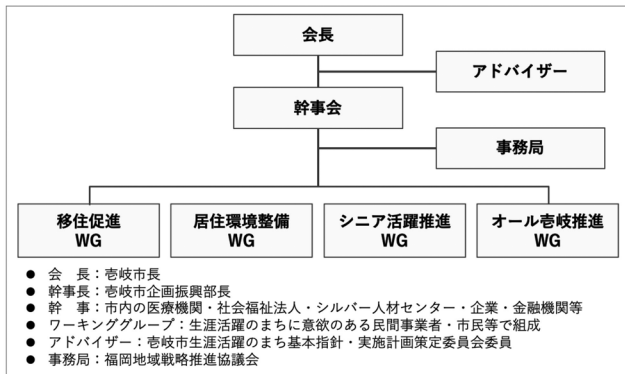 会長
アドバイザー
幹事会
事務局
移住促進
WG
居住環境整備
WG
シニア活躍推進
WG
オール壱岐推進
WG
● 会　長：壱岐市長
● 幹事長：壱岐市企画振興部長
● 幹　事：市内の医療機関・社会福祉法人・シルバー人材センター・企業・金融機関等
● ワーキンググループ：生涯活躍のまちに意欲のある民間事業者・市民等で組成
● アドバイザー：壱岐市生涯活躍のまち基本指針・実施計画策定委員会委員
● 事務局：福岡地域戦略推進協議会